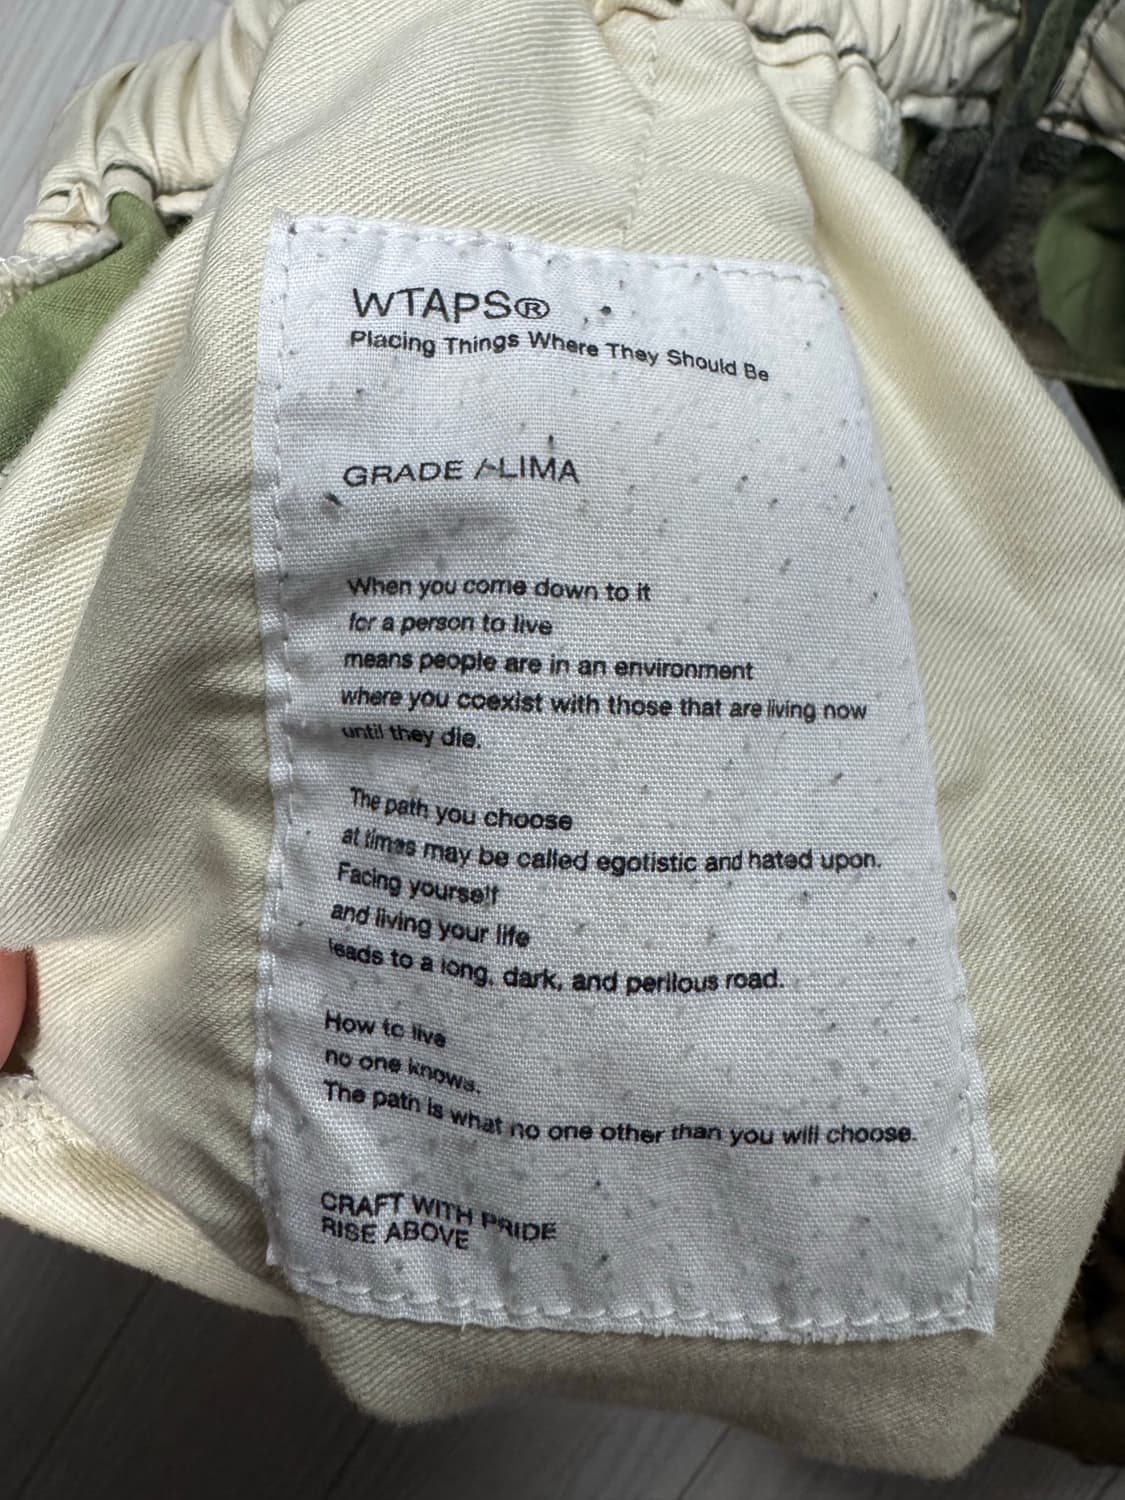 WTAPS®
Placing Things Where They Should Be
GRADE / LIMA
When you come down to it
for a person to live
means people are in an environment
where you coexist with those that are living now
until they die.
The path you choose
at times may be called egotistic and hated upon.
Facing yourself
and living your life
leads to a long, dark, and perilous road.
How to live
no one knows.
The path is what no one other than you will choose.
CRAFT WITH PRIDE
RISE ABOVE